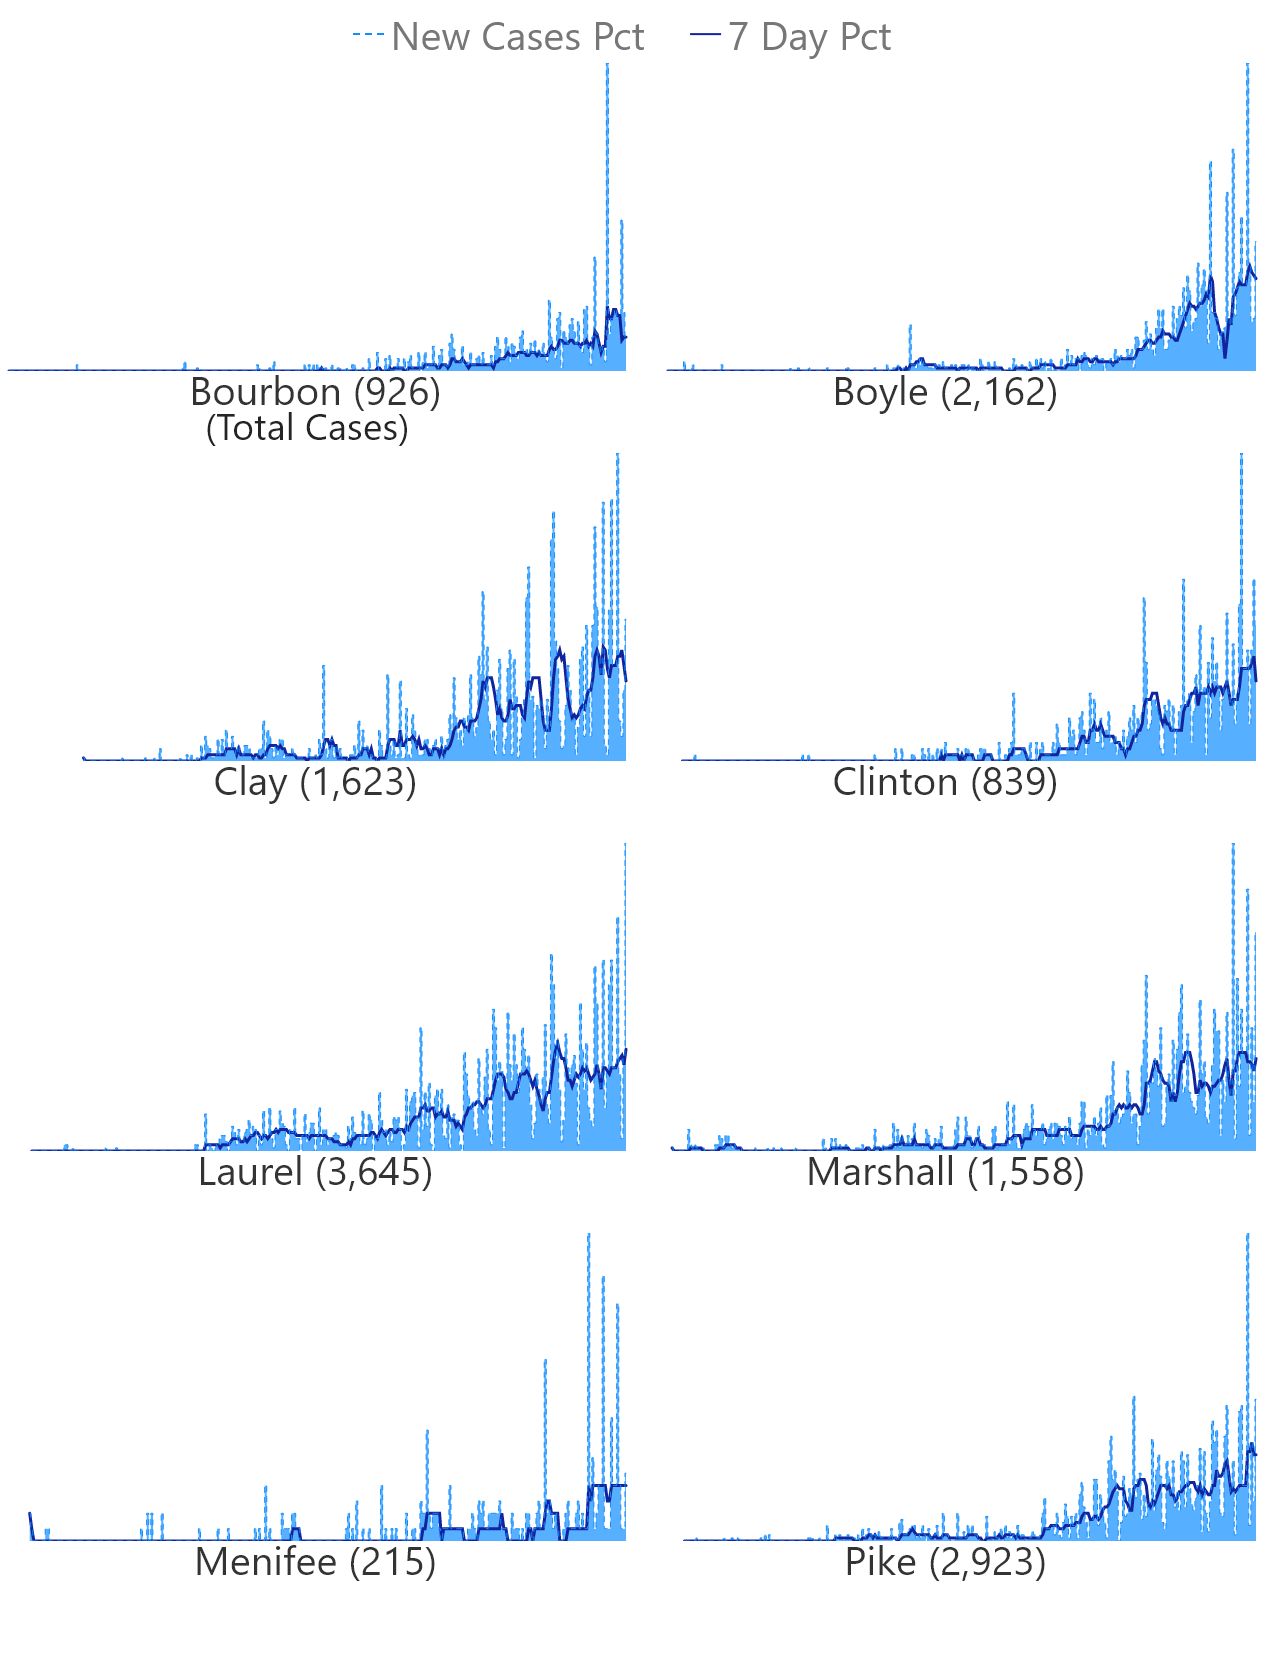 New Cases Pct 7 Day Pct
Bourbon (926) Boyle (2,162)
(Total Cases)
Clay (1,623) Clinton (839)
Laurel (3,645) Marshall (1,558)
Menifee (215) Pike (2,923)